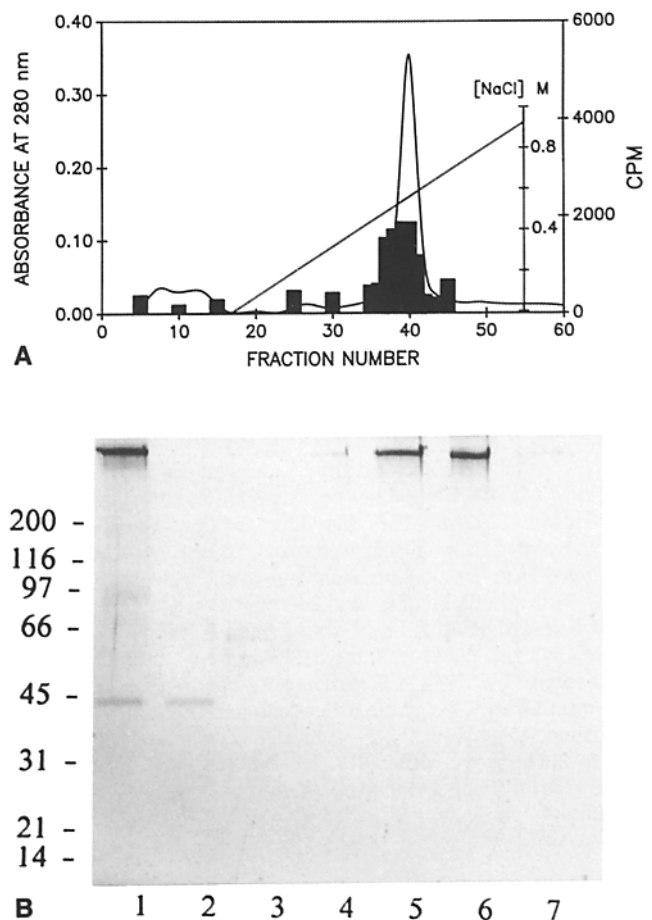 0.40
0.30
0.20
0.10
0.00
ABSORBANCE AT 280 nm
6000
4000
2000
0
CPM
[NaCl] M
0.8
0.4
0 10 20 30 40 50 60
FRACTION NUMBER
A
200 -
116 -
97 -
66 -
45 -
31 -
21 -
14 -
B 1 2 3 4 5 6 7